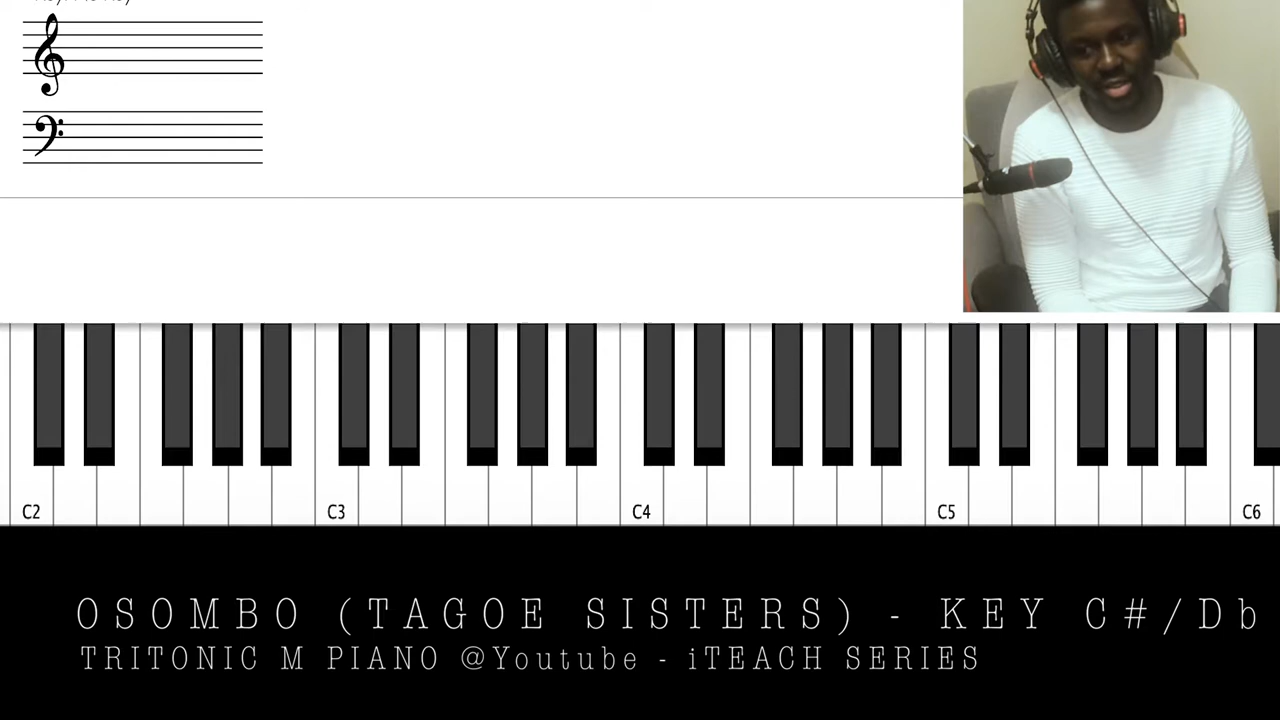 C2 C3 C4 C5 C6
OSOMBO (TAGOE SISTERS) - KEY C#/Db
TRITONIC M PIANO @Youtube - iTEACH SERIES